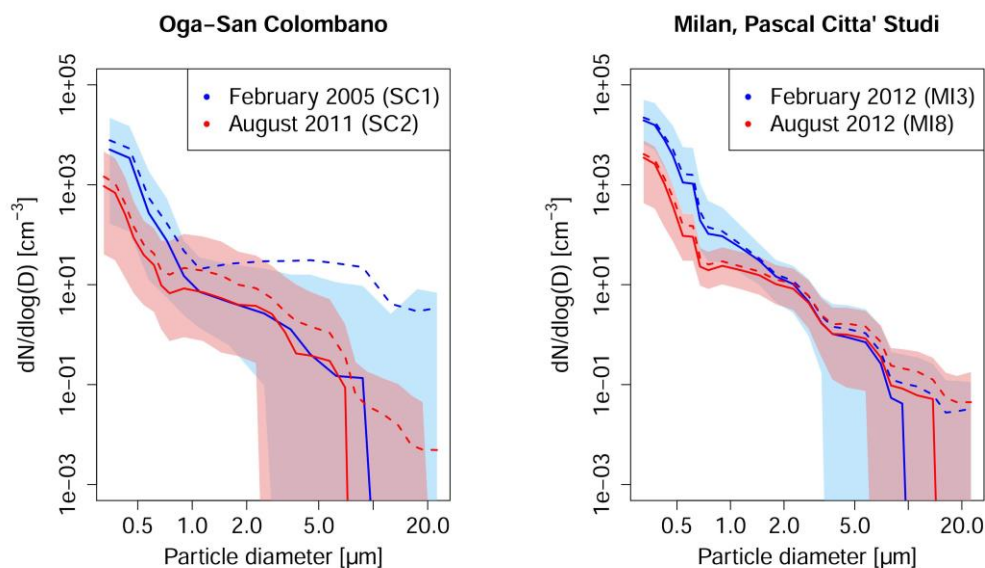 Oga–San Colombano
February 2005 (SC1)
August 2011 (SC2)
dN/dlog(D) [cm⁻³]
1e+05
1e+03
1e+01
1e−01
1e−03
0.5 1.0 2.0 5.0 20.0
Particle diameter [µm]
Milan, Pascal Citta' Studi
February 2012 (MI3)
August 2012 (MI8)
dN/dlog(D) [cm⁻³]
1e+05
1e+03
1e+01
1e−01
1e−03
0.5 1.0 2.0 5.0 20.0
Particle diameter [µm]